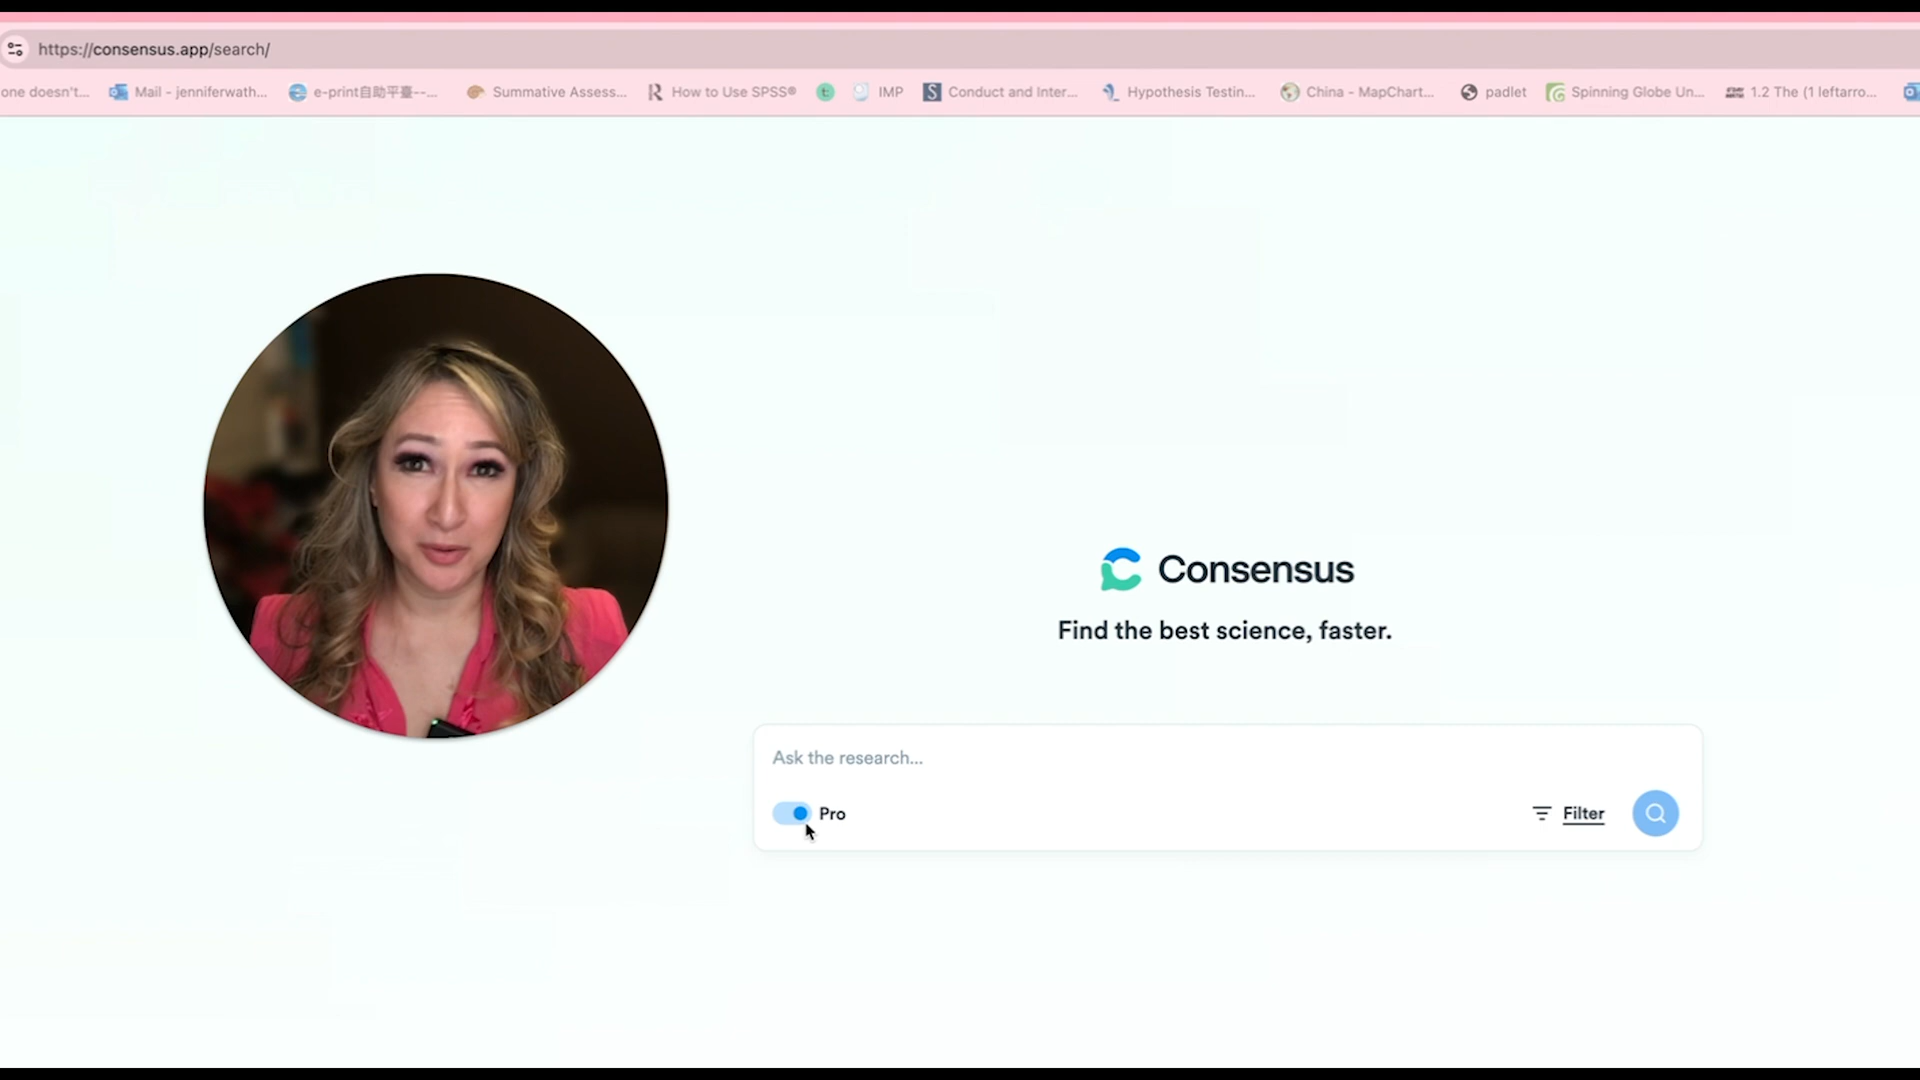 https://consensus.app/search/
one doesn't... Mail - jenniferwath... e-print自助平臺--... Summative Assess... How to Use SPSS® IMP Conduct and Inter... Hypothesis Testin... China - MapChart... padlet Spinning Globe Un... 1.2 The (1 leftarro...
Consensus
Find the best science, faster.
Ask the research...
Pro Filter